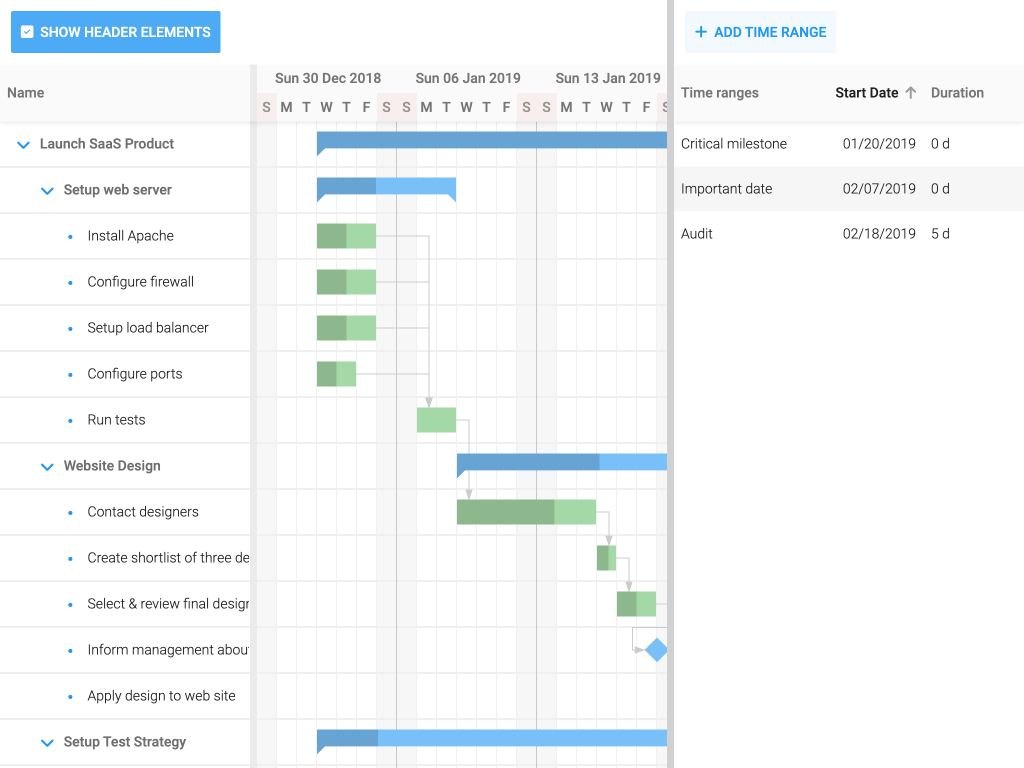 SHOW HEADER ELEMENTS
+ ADD TIME RANGE
Name
Sun 30 Dec 2018 Sun 06 Jan 2019 Sun 13 Jan 2019
S M T W T F S S M T W T F S S M T W T F S
Time ranges Start Date Duration
Launch SaaS Product
Critical milestone 01/20/2019 0 d
Setup web server
Important date 02/07/2019 0 d
Install Apache
Audit 02/18/2019 5 d
Configure firewall
Setup load balancer
Configure ports
Run tests
Website Design
Contact designers
Create shortlist of three de
Select & review final design
Inform management about
Apply design to web site
Setup Test Strategy